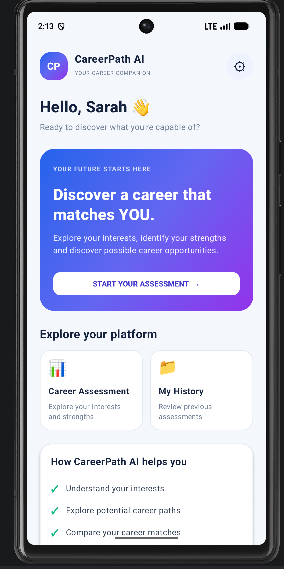 2:13
LTE
CP
CareerPath AI
YOUR CAREER COMPANION
Hello, Sarah 👋
Ready to discover what you're capable of?
YOUR FUTURE STARTS HERE
Discover a career that
matches YOU.
Explore your interests, identify your strengths
and discover possible career opportunities.
START YOUR ASSESSMENT →
Explore your platform
Career Assessment
Explore your interests
and strengths
My History
Review previous
assessments
How CareerPath AI helps you
✓ Understand your interests
✓ Explore potential career paths
✓ Compare your career matches